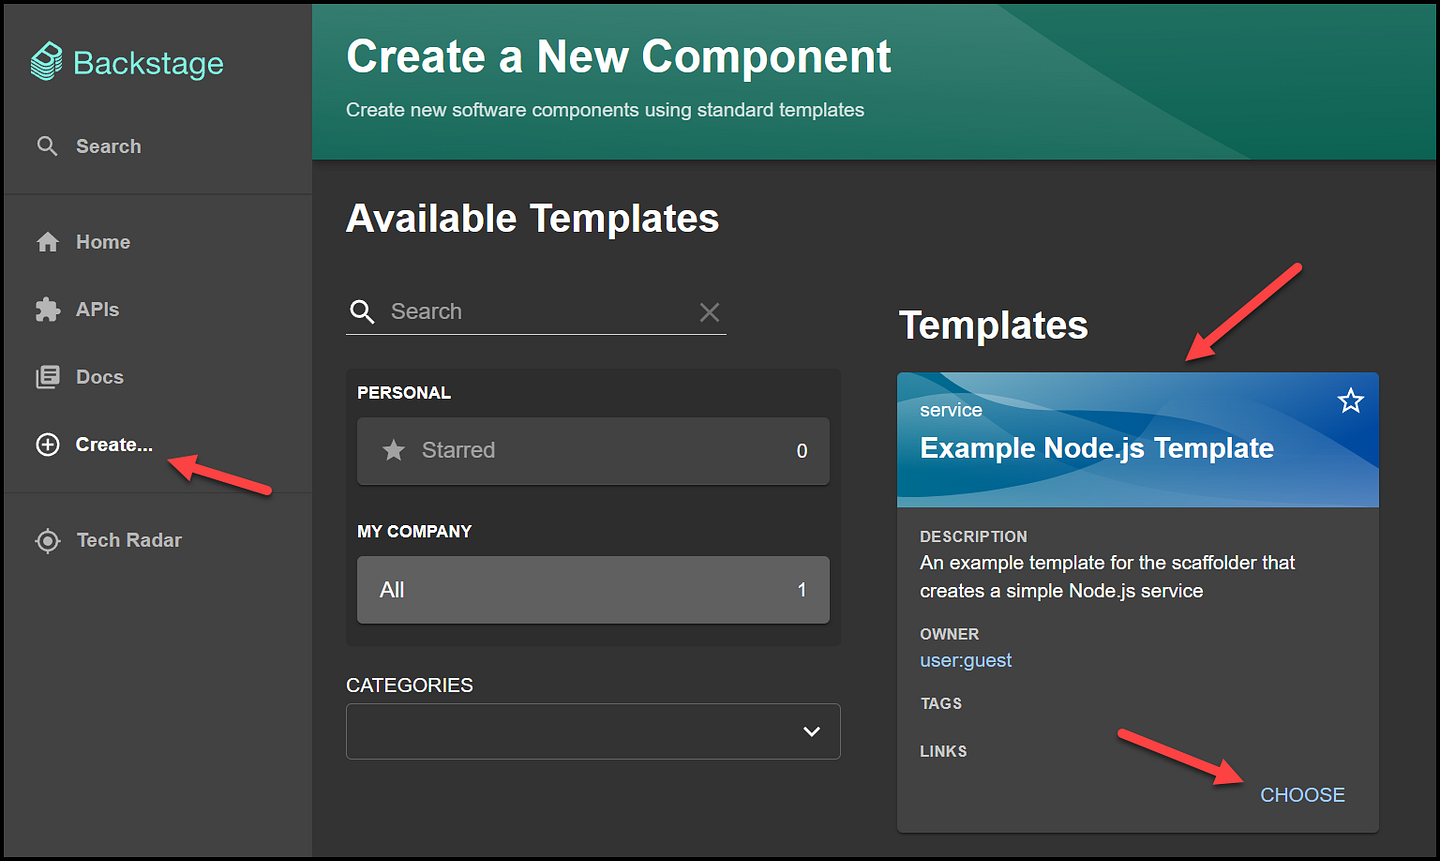 Backstage
Search
Home
APIs
Docs
Create...
Tech Radar
Create a New Component
Create new software components using standard templates
Available Templates
Search
PERSONAL
Starred 0
MY COMPANY
All 1
CATEGORIES
Templates
service
Example Node.js Template
DESCRIPTION
An example template for the scaffolder that
creates a simple Node.js service
OWNER
user:guest
TAGS
LINKS
CHOOSE